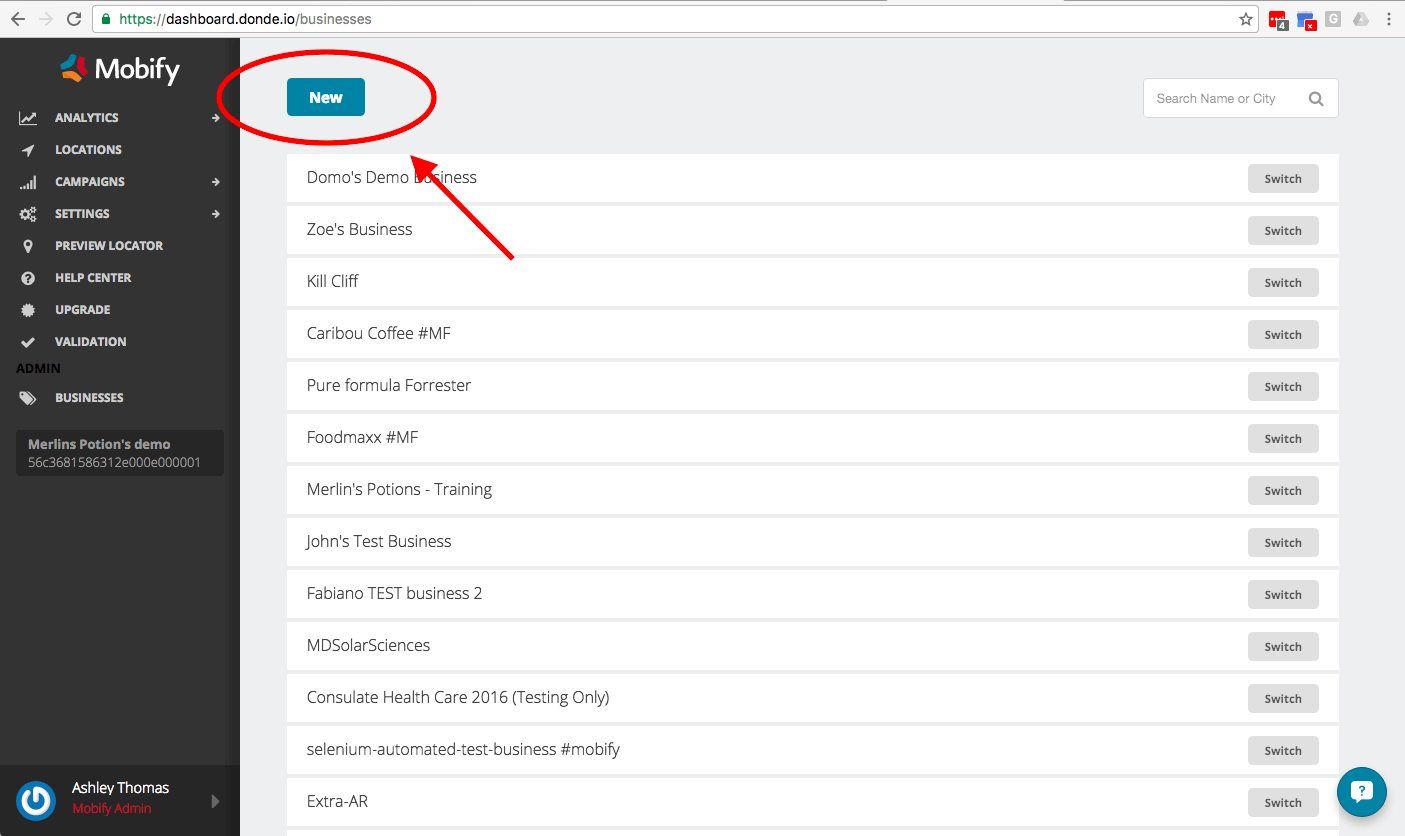 https://dashboard.donde.io/businesses
4
G
Mobify
New
Search Name or City
ANALYTICS
LOCATIONS
CAMPAIGNS
SETTINGS
PREVIEW LOCATOR
HELP CENTER
UPGRADE
VALIDATION
ADMIN
BUSINESSES
Merlins Potion's demo
56c3681586312e000e000001
Domo's Demo Business
Switch
Zoe's Business
Switch
Kill Cliff
Switch
Caribou Coffee #MF
Switch
Pure formula Forrester
Switch
Foodmaxx #MF
Switch
Merlin's Potions - Training
Switch
John's Test Business
Switch
Fabiano TEST business 2
Switch
MDSolarSciences
Switch
Consulate Health Care 2016 (Testing Only)
Switch
selenium-automated-test-business #mobify
Switch
Extra-AR
Switch
Ashley Thomas
Mobify Admin